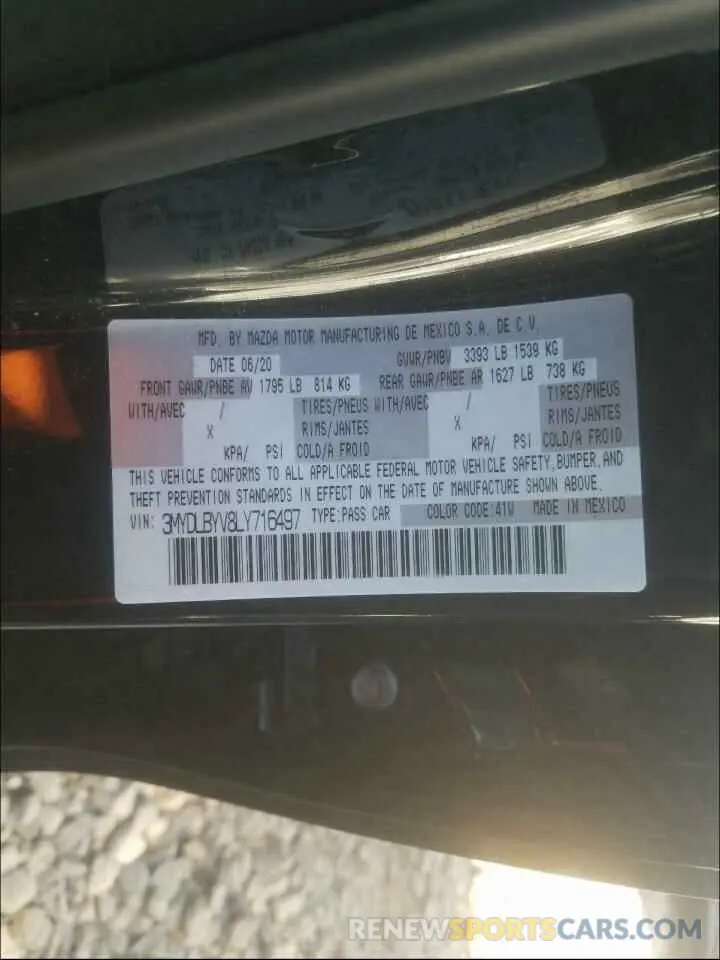 MFD. BY MAZDA MOTOR MANUFACTURING DE MEXICO S.A. DE C.V.
DATE 06/20 GVWR/PNBV 3393 LB 1539 KG
FRONT GAWR/PNBE AV 1795 LB 814 KG REAR GAWR/PNBE AR 1627 LB 738 KG
WITH/AVEC / TIRES/PNEUS WITH/AVEC / TIRES/PNEUS
X RIMS/JANTES X RIMS/JANTES
KPA/ PSI COLD/A FROID KPA/ PSI COLD/A FROID
THIS VEHICLE CONFORMS TO ALL APPLICABLE FEDERAL MOTOR VEHICLE SAFETY, BUMPER, AND
THEFT PREVENTION STANDARDS IN EFFECT ON THE DATE OF MANUFACTURE SHOWN ABOVE.
VIN: 3MYDLBYV8LY716497 TYPE:PASS CAR COLOR CODE:41W MADE IN MEXICO
RENEWSPORTSCARS.COM